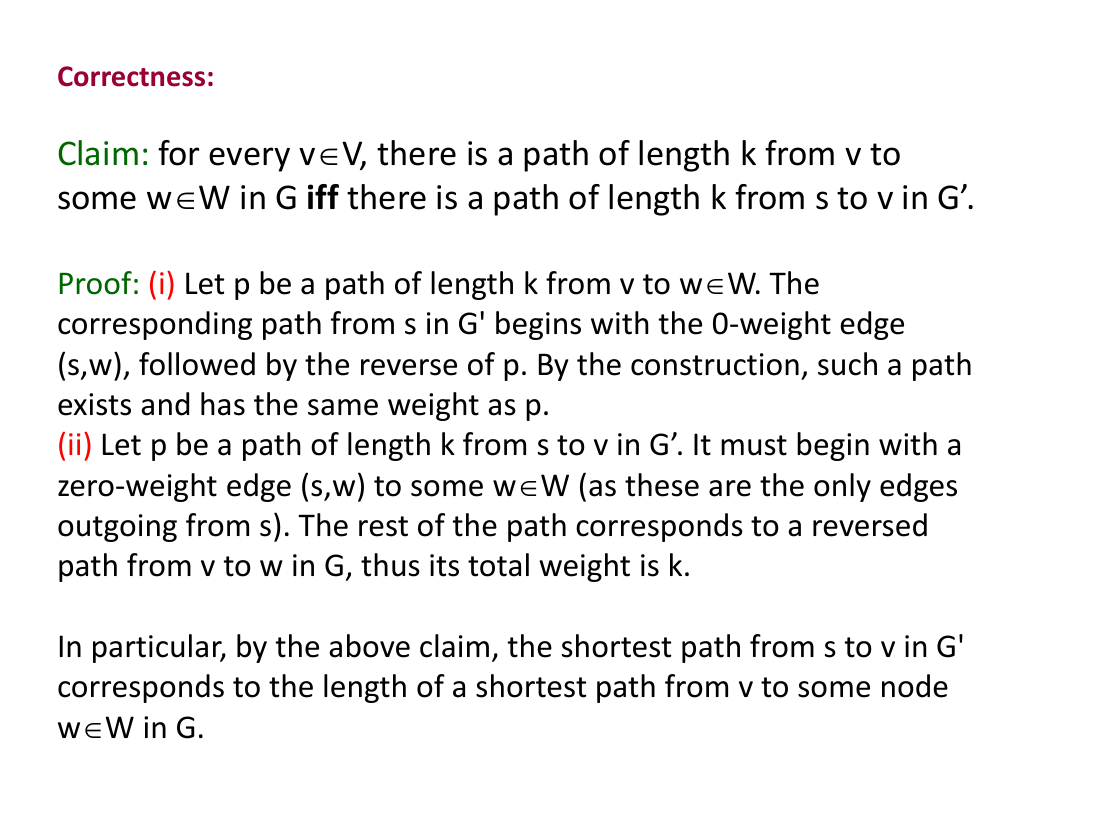 Correctness:
Claim: for every v∈V, there is a path of length k from v to
some w∈W in G iff there is a path of length k from s to v in G’.
Proof: (i) Let p be a path of length k from v to w∈W. The
corresponding path from s in G' begins with the 0-weight edge
(s,w), followed by the reverse of p. By the construction, such a path
exists and has the same weight as p.
(ii) Let p be a path of length k from s to v in G’. It must begin with a
zero-weight edge (s,w) to some w∈W (as these are the only edges
outgoing from s). The rest of the path corresponds to a reversed
path from v to w in G, thus its total weight is k.
In particular, by the above claim, the shortest path from s to v in G'
corresponds to the length of a shortest path from v to some node
w∈W in G.